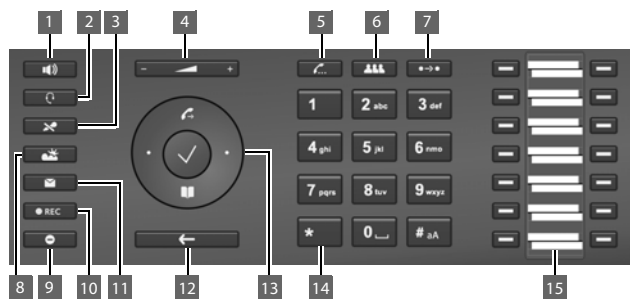 1 2 3 4 5 6 7
− +
1 2 abc 3 def
4 ghi 5 jkl 6 mno
7 pqrs 8 tuv 9 wxyz
REC
* 0 # aA
8 9 10 11 12 13 14 15